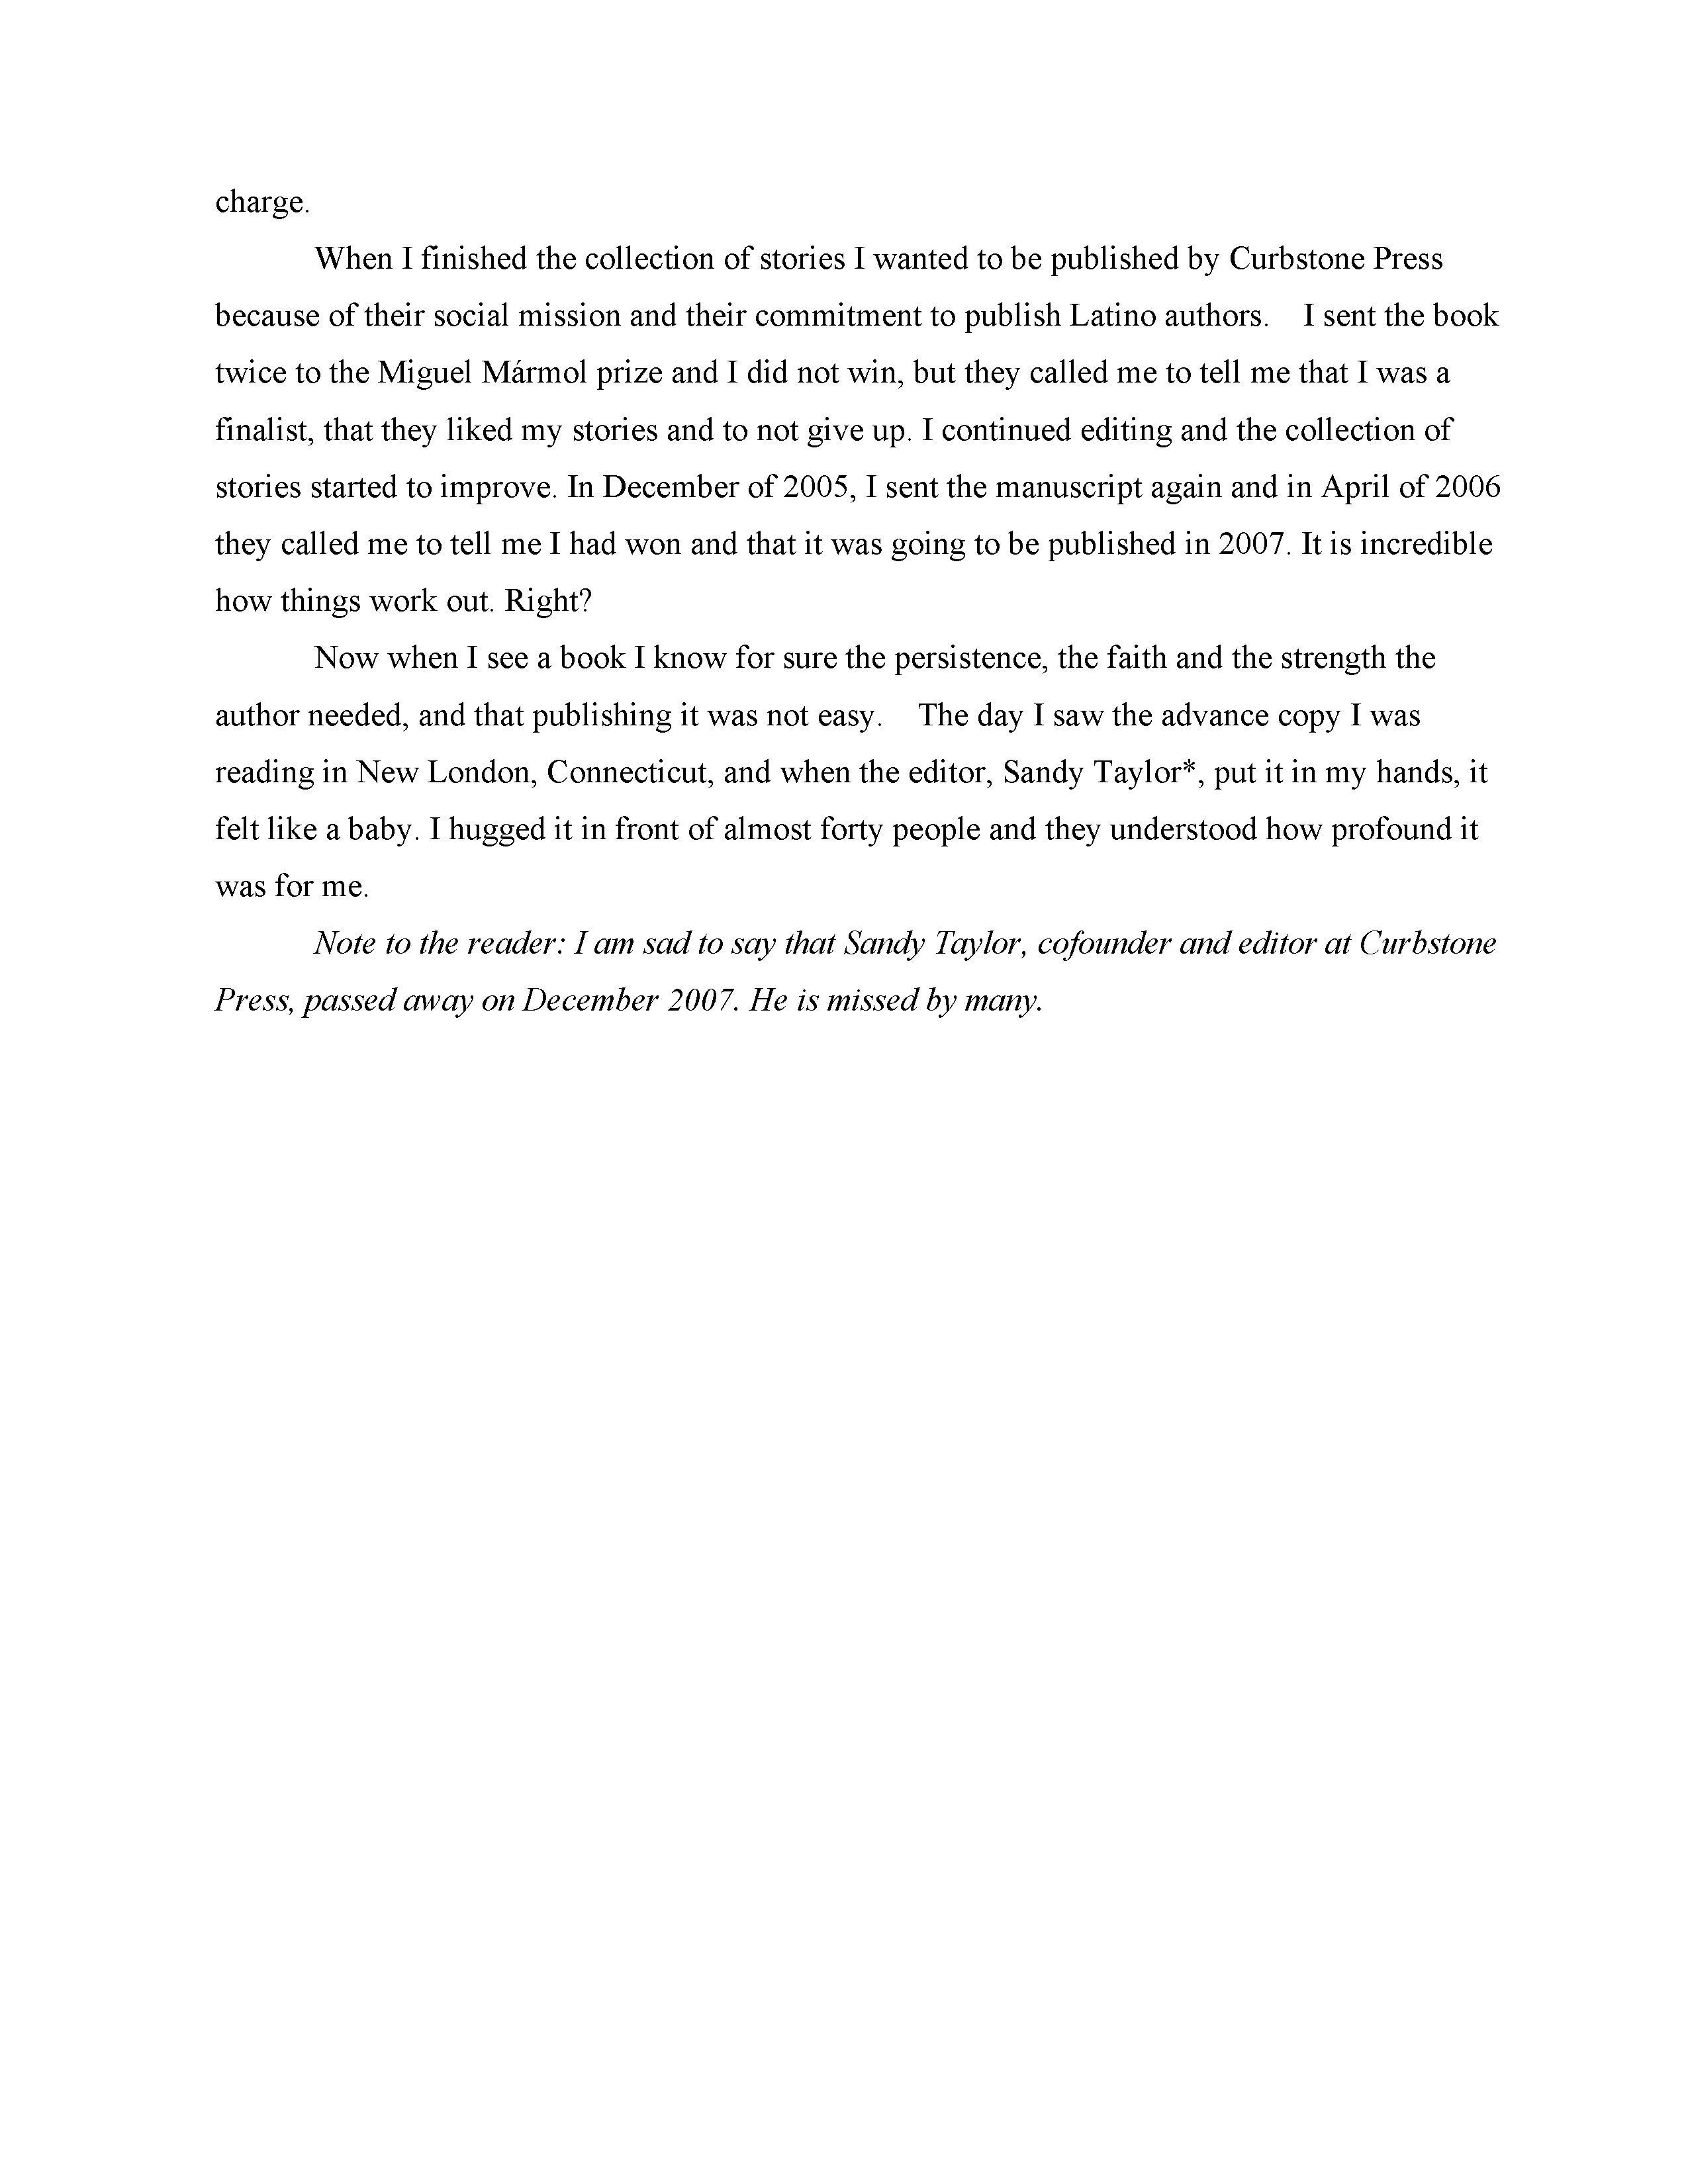 charge.
When I finished the collection of stories I wanted to be published by Curbstone Press
because of their social mission and their commitment to publish Latino authors. I sent the book
twice to the Miguel Mármol prize and I did not win, but they called me to tell me that I was a
finalist, that they liked my stories and to not give up. I continued editing and the collection of
stories started to improve. In December of 2005, I sent the manuscript again and in April of 2006
they called me to tell me I had won and that it was going to be published in 2007. It is incredible
how things work out. Right?
Now when I see a book I know for sure the persistence, the faith and the strength the
author needed, and that publishing it was not easy. The day I saw the advance copy I was
reading in New London, Connecticut, and when the editor, Sandy Taylor*, put it in my hands, it
felt like a baby. I hugged it in front of almost forty people and they understood how profound it
was for me.
Note to the reader: I am sad to say that Sandy Taylor, cofounder and editor at Curbstone
Press, passed away on December 2007. He is missed by many.